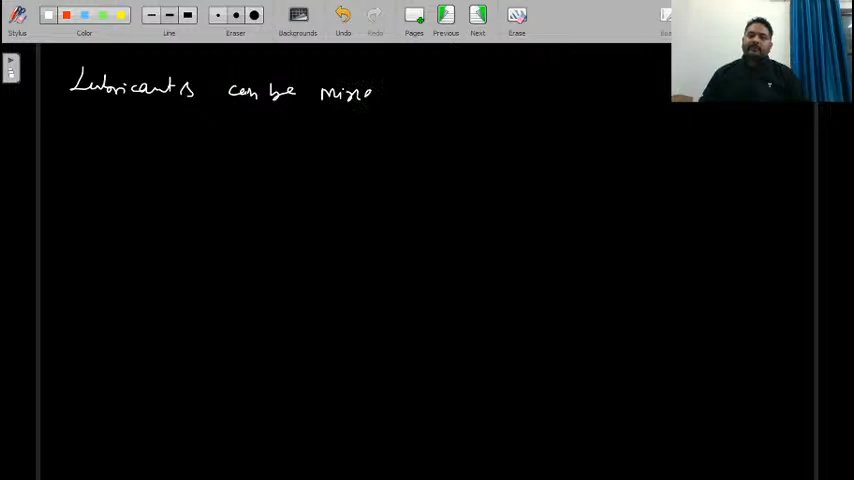 Stylus
Color
Line
Eraser
Backgrounds
Undo
Redo
Pages
Previous
Next
Erase
Lubricants can be